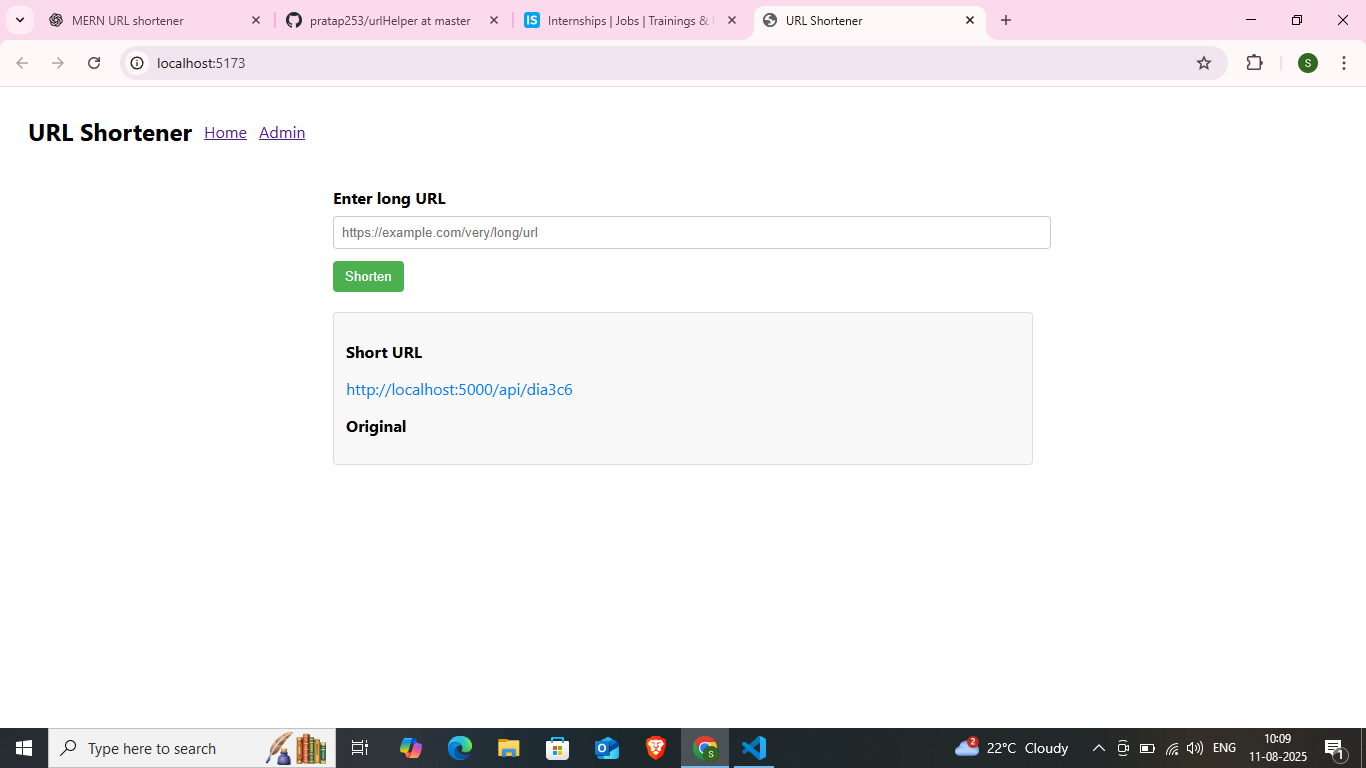 MERN URL shortener
pratap253/urlHelper at master
IS Internships | Jobs | Trainings &
URL Shortener
localhost:5173
S
URL Shortener Home Admin
Enter long URL
https://example.com/very/long/url
Shorten
Short URL
http://localhost:5000/api/dia3c6
Original
Type here to search
S
2
22°C Cloudy
ENG
10:09
11-08-2025
1